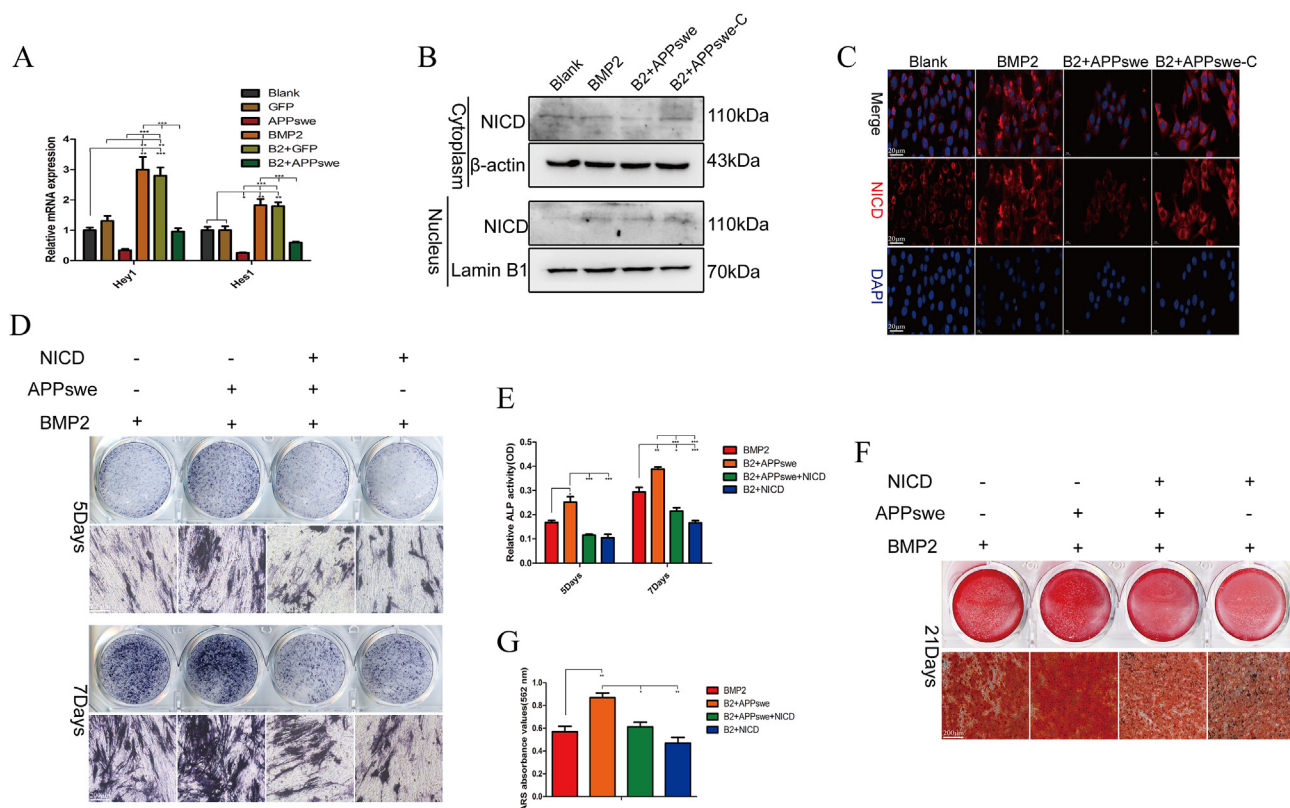 A
Blank
GFP
APPswe
BMP2
B2+GFP
B2+APPswe
Relative mRNA expression
4
3
2
1
0
Hey1
Hes1
B
Blank
BMP2
B2+APPswe
B2+APPswe-C
Cytoplasm
NICD
110kDa
β-actin
43kDa
Nucleus
NICD
110kDa
Lamin B1
70kDa
C
Blank
BMP2
B2+APPswe
B2+APPswe-C
Merge
20μm
NICD
20μm
DAPI
20μm
D
NICD - - + +
APPswe - + + -
BMP2 + + + +
5Days
7Days
E
Relative ALP activity(OD)
0.5
0.4
0.3
0.2
0.1
0.0
5Days
7Days
BMP2
B2+APPswe
B2+APPswe+NICD
B2+NICD
F
NICD - - + +
APPswe - + + -
BMP2 + + + +
21Days
200μm
G
ARS absorbance values(562 nm)
1.0
0.8
0.6
0.4
0.2
0.0
BMP2
B2+APPswe
B2+APPswe+NICD
B2+NICD